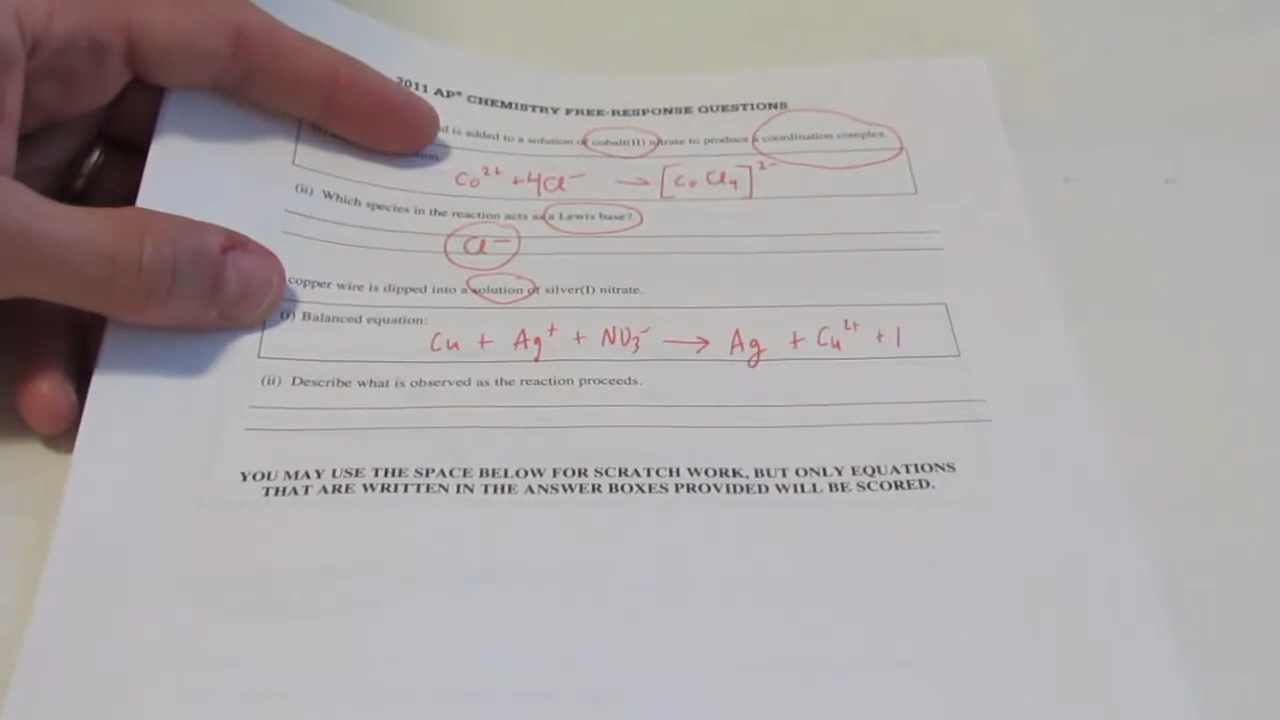 2011 AP® CHEMISTRY FREE-RESPONSE QUESTIONS
is added to a solution of cobalt(II) nitrate to produce a coordination complex.
Co²⁺ + 4Cl⁻ → [CoCl₄]²⁻
(ii) Which species in the reaction acts as a Lewis base?
Cl⁻
copper wire is dipped into a solution of silver(I) nitrate.
(i) Balanced equation:
Cu + Ag⁺ + NO₃⁻ → Ag + Cu²⁺ +
(ii) Describe what is observed as the reaction proceeds.
YOU MAY USE THE SPACE BELOW FOR SCRATCH WORK, BUT ONLY EQUATIONS
THAT ARE WRITTEN IN THE ANSWER BOXES PROVIDED WILL BE SCORED.